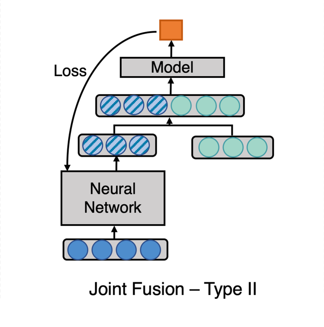 Loss
Model
Neural
Network
Joint Fusion – Type II